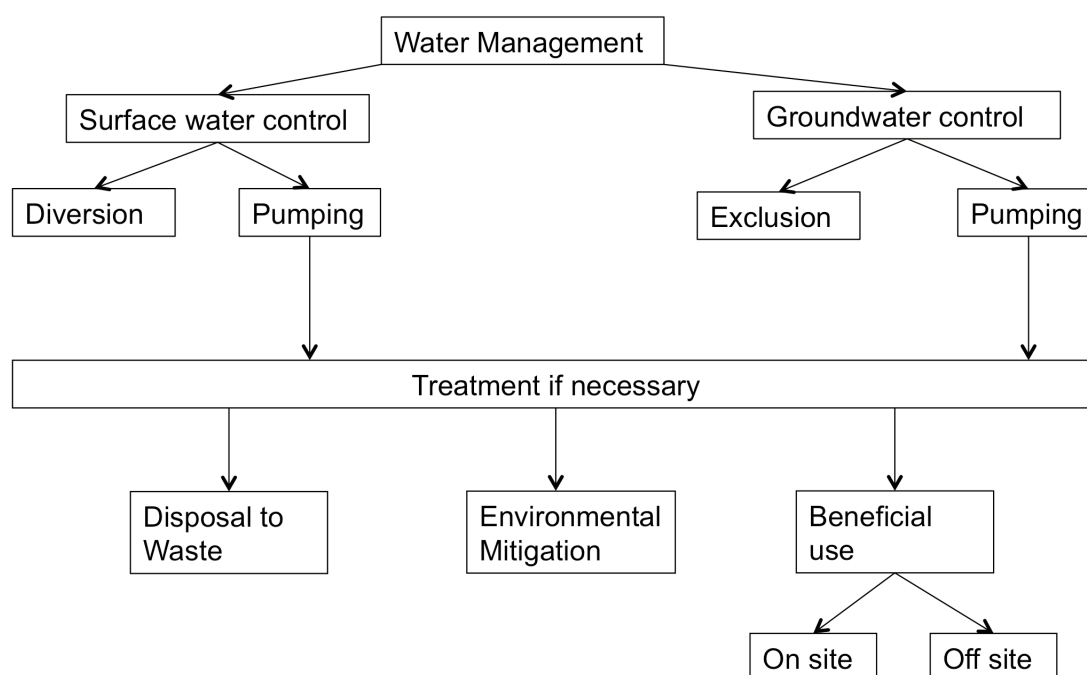 Water Management
Surface water control
Groundwater control
Diversion
Pumping
Exclusion
Pumping
Treatment if necessary
Disposal to
Waste
Environmental
Mitigation
Beneficial
use
On site
Off site